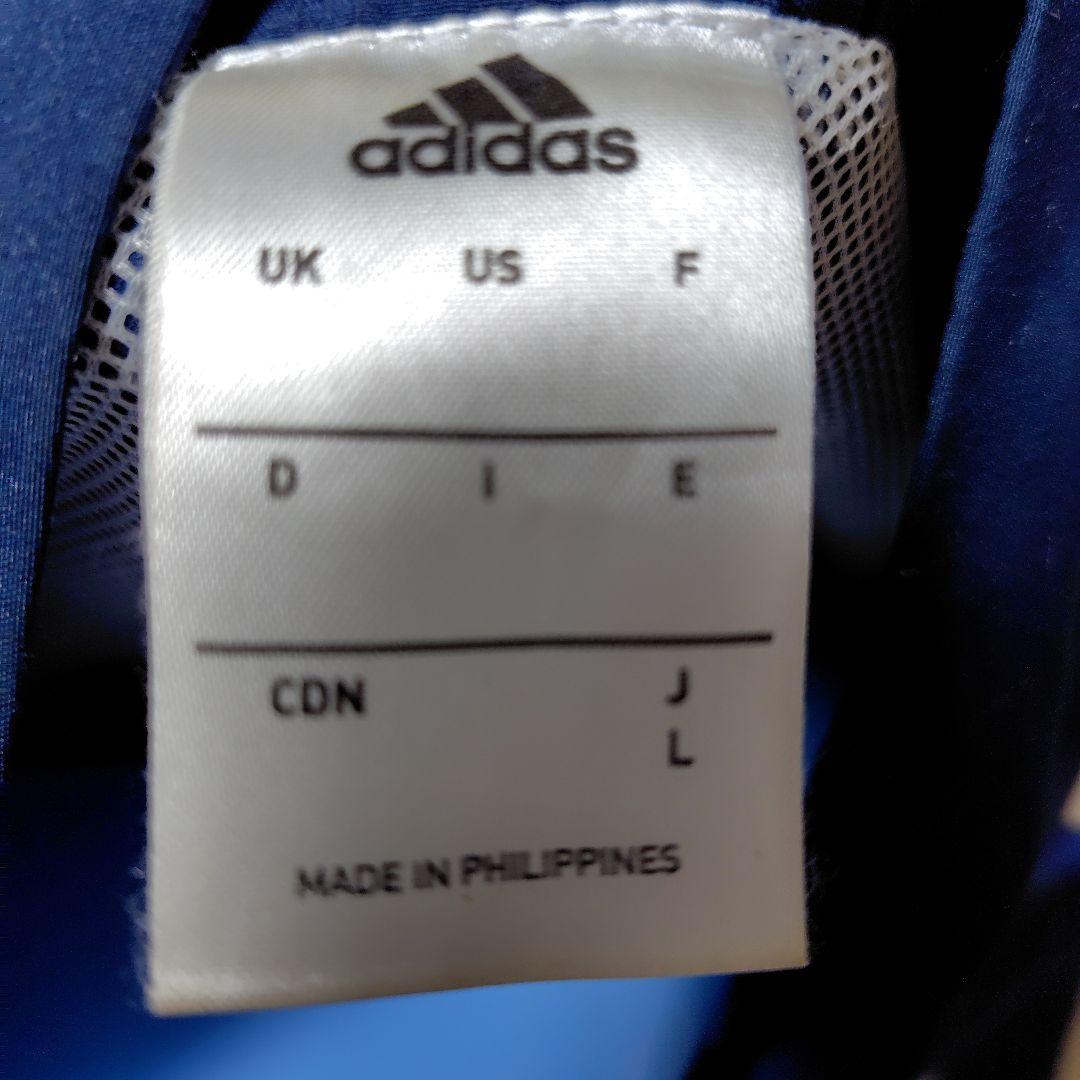 adidas
UK US F
D I E
CDN J
L
MADE IN PHILIPPINES